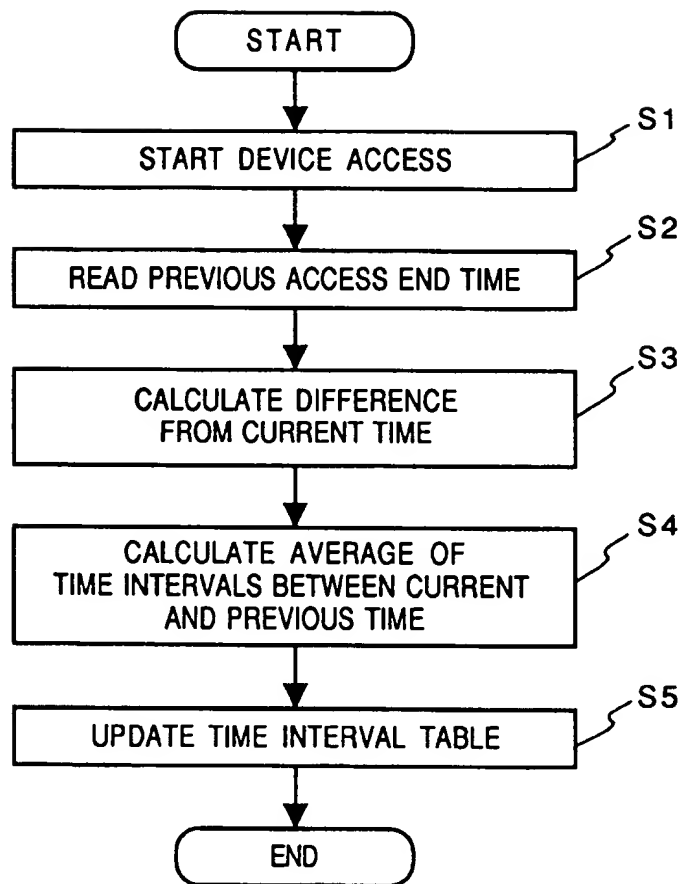 START
S1
START DEVICE ACCESS
S2
READ PREVIOUS ACCESS END TIME
S3
CALCULATE DIFFERENCE
FROM CURRENT TIME
S4
CALCULATE AVERAGE OF
TIME INTERVALS BETWEEN CURRENT
AND PREVIOUS TIME
S5
UPDATE TIME INTERVAL TABLE
END